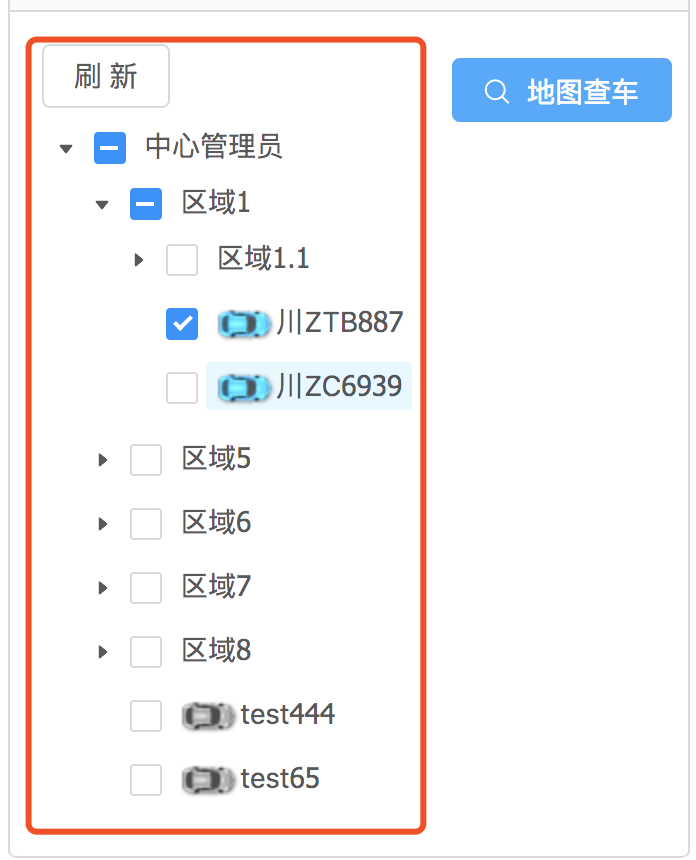 刷 新
地图查车
中心管理员
区域1
区域1.1
川ZTB887
川ZC6939
区域5
区域6
区域7
区域8
test444
test65